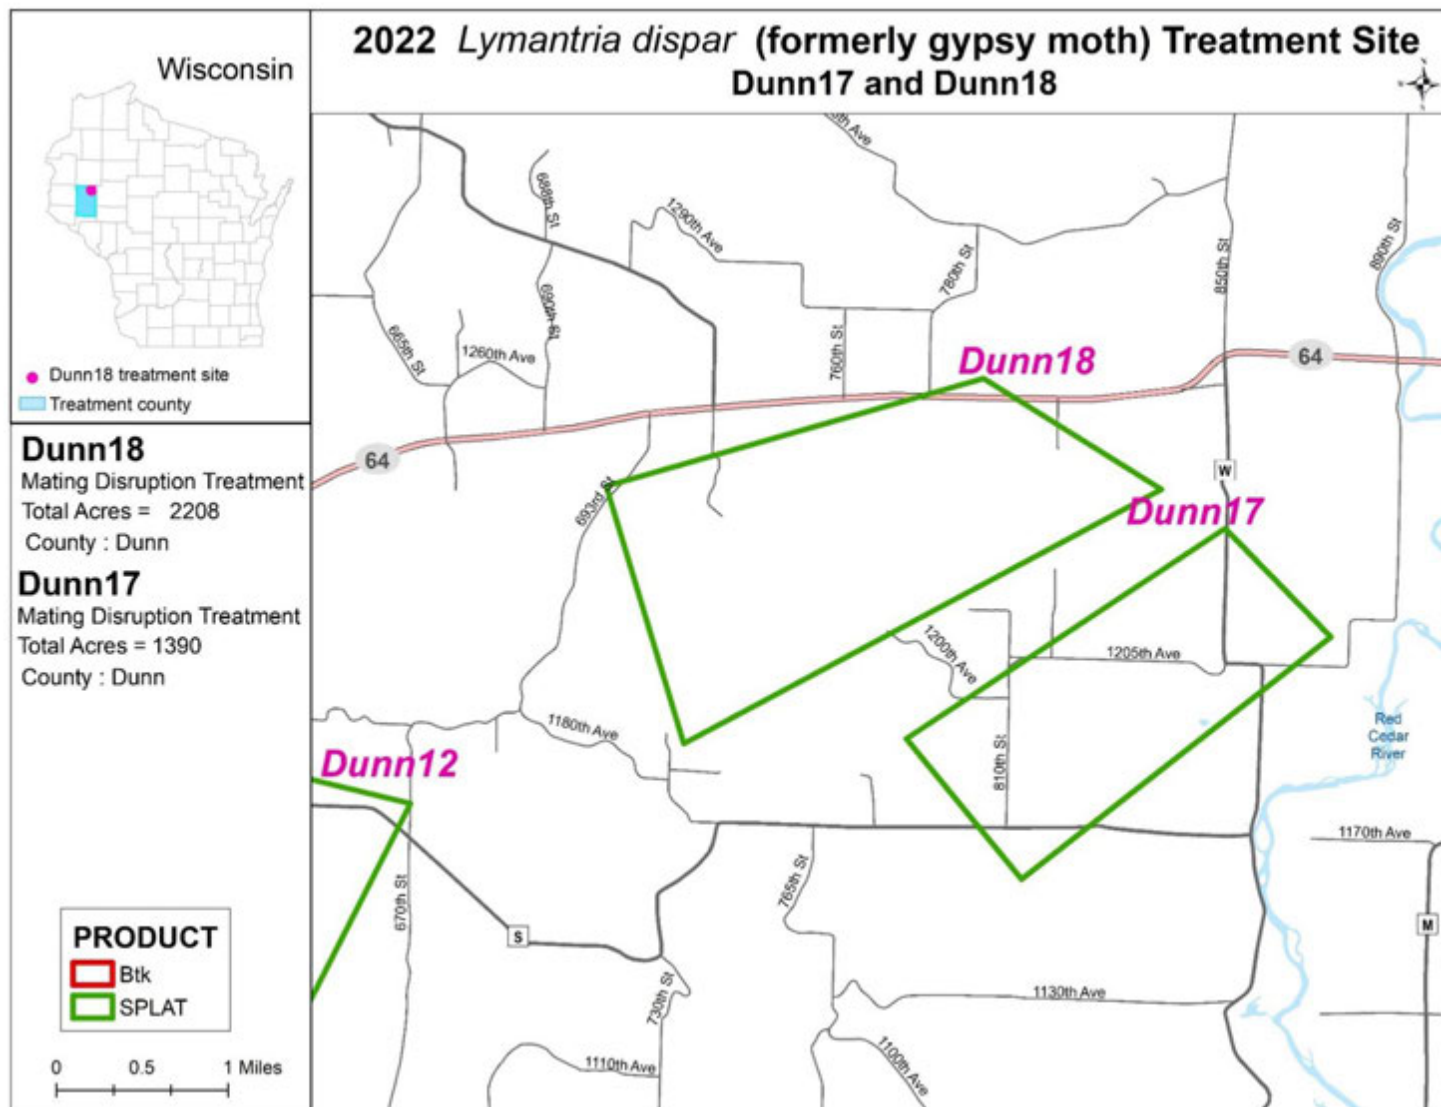 2022 Lymantria dispar (formerly gypsy moth) Treatment Site
Dunn17 and Dunn18
Wisconsin
Dunn18 treatment site
Treatment county
Dunn18
Mating Disruption Treatment
Total Acres = 2208
County : Dunn
Dunn17
Mating Disruption Treatment
Total Acres = 1390
County : Dunn
PRODUCT
Btk
SPLAT
0 0.5 1 Miles
688th St
1290th Ave
780th St
850th St
890th St
690th St
665th St
1260th Ave
760th St
64
Dunn18
64
W
693rd St
Dunn17
1200th Ave
1205th Ave
1180th Ave
Red
Cedar
River
Dunn12
810th St
1170th Ave
765th St
670th St
S
M
730th St
1130th Ave
1110th Ave
1100th Ave